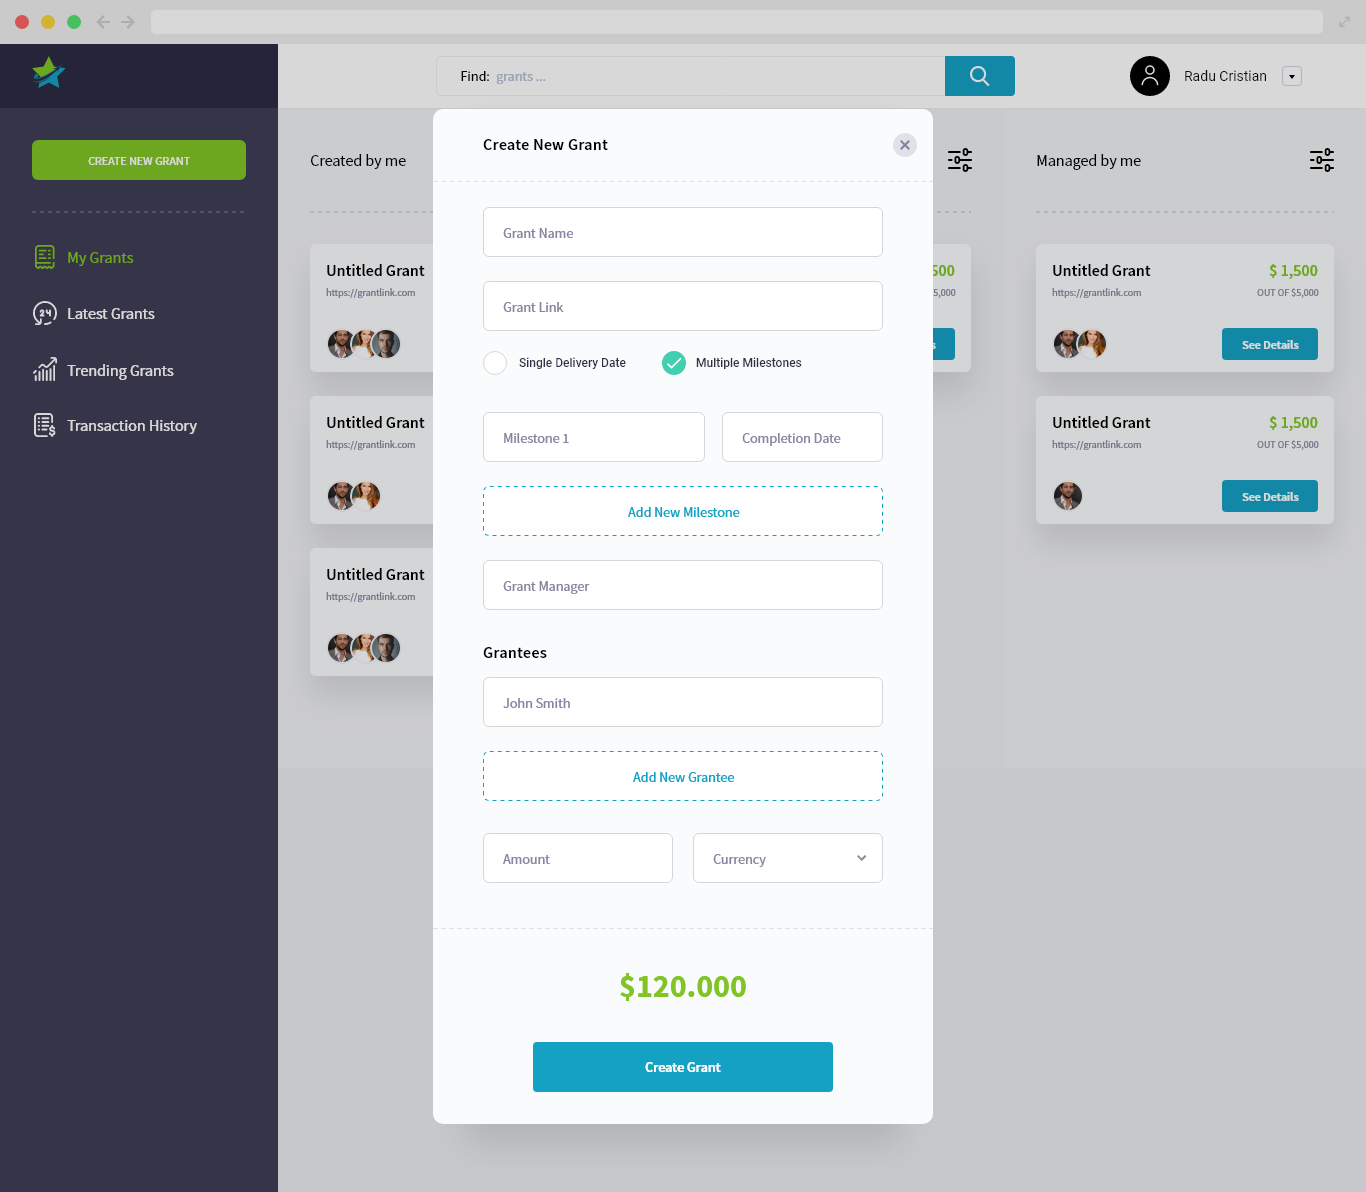 Find: grants ...
Radu Cristian
CREATE NEW GRANT
My Grants
24
Latest Grants
Trending Grants
Transaction History
$
Created by me
Untitled Grant
https://grantlink.com
Untitled Grant
https://grantlink.com
Untitled Grant
https://grantlink.com
Create New Grant
Grant Name
Grant Link
Single Delivery Date
Multiple Milestones
Milestone 1
Completion Date
Add New Milestone
Grant Manager
Grantees
John Smith
Add New Grantee
Amount
Currency
$120.000
Create Grant
500
5,000
s
Managed by me
Untitled Grant
$ 1,500
https://grantlink.com
OUT OF $5,000
See Details
Untitled Grant
$ 1,500
https://grantlink.com
OUT OF $5,000
See Details